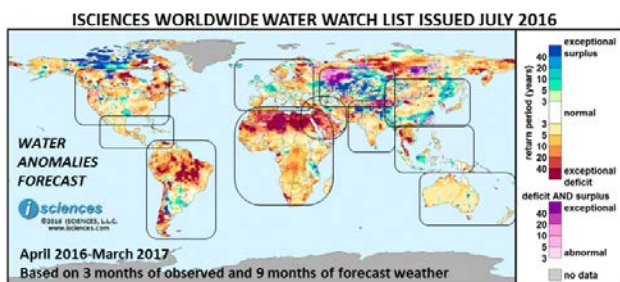 ISCIENCES WORLDWIDE WATER WATCH LIST ISSUED JULY 2016
WATER
ANOMALIES
FORECAST
isciences
©2016 ISCIENCES, L.L.C.
April 2016-March 2017
Based on 3 months of observed and 9 months of forecast weather
return period (years)
exceptional
surplus
40
20
10
5
3
normal
3
5
10
20
40
exceptional
deficit
deficit AND surplus
exceptional
40
20
10
5
3
abnormal
no data